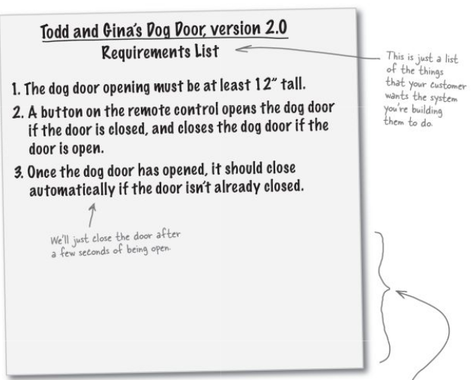 Todd and Gina's Dog Door, version 2.0
Requirements List
1. The dog door opening must be at least 12” tall.
2. A button on the remote control opens the dog door
if the door is closed, and closes the dog door if the
door is open.
3. Once the dog door has opened, it should close
automatically if the door isn't already closed.
We'll just close the door after
a few seconds of being open.
This is just a list
of the things
that your customer
wants the system
you're building
them to do.